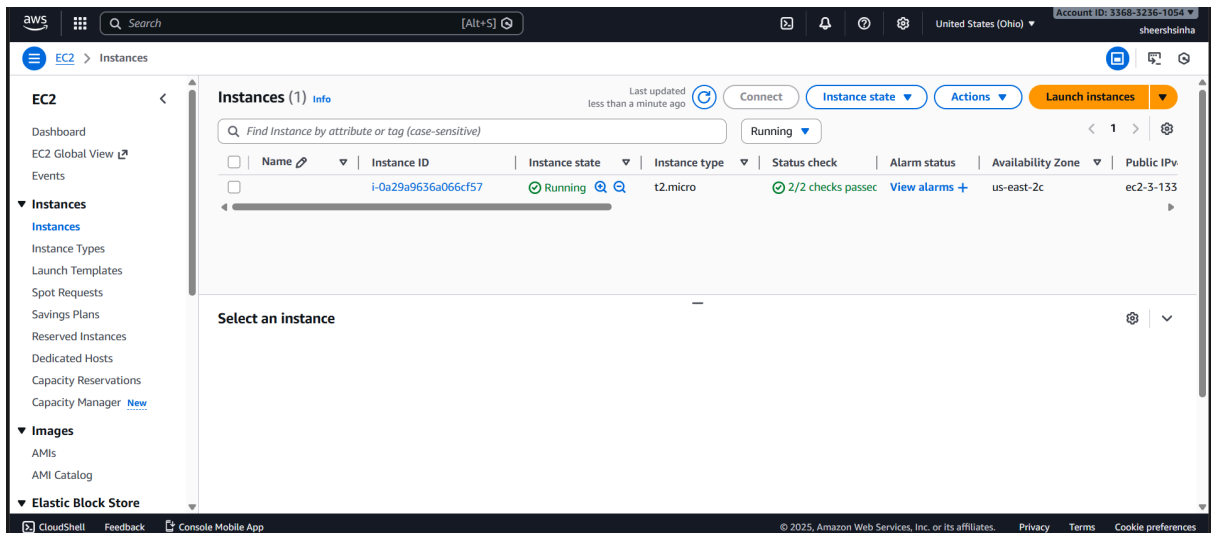 aws Search [Alt+S] United States (Ohio) Account ID: 3368-3236-1054
sheershsinha
EC2 > Instances
EC2
Dashboard
EC2 Global View
Events
Instances
Instances
Instance Types
Launch Templates
Spot Requests
Savings Plans
Reserved Instances
Dedicated Hosts
Capacity Reservations
Capacity Manager New
Images
AMIs
AMI Catalog
Elastic Block Store
Instances (1) Info
Last updated
less than a minute ago
Connect Instance state Actions Launch instances
Find Instance by attribute or tag (case-sensitive) Running 1
Name Instance ID Instance state Instance type Status check Alarm status Availability Zone Public IPv
i-0a29a9636a066cf57 Running t2.micro 2/2 checks passec View alarms + us-east-2c ec2-3-133
Select an instance
CloudShell Feedback Console Mobile App © 2025, Amazon Web Services, Inc. or its affiliates. Privacy Terms Cookie preferences